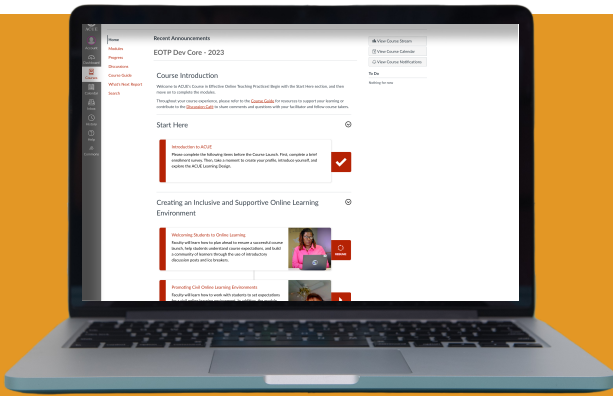 ACUE
Account
Dashboard
Courses
Calendar
Inbox
History
Help
Home
Modules
Progress
Discussions
Course Guide
What's Next Report
Search
Recent Announcements
EOTP Dev Core - 2023
Course Introduction
Welcome to ACUE's Course in Effective Online Teaching Practices! Begin with the Start Here section, and then
move on to complete the modules.
Throughout your course experience, please refer to the Course Guide for resources to support your learning or
contribute to the Discussion Cafe to share comments and questions with your facilitator and fellow course takers.
Start Here
Introduction to ACUE
Please complete the following items before the Course Launch. First, complete a brief
enrollment survey. Then, take a moment to create your profile, introduce yourself, and
explore the ACUE Learning Design.
Creating an Inclusive and Supportive Online Learning
Environment
Welcoming Students to Online Learning
Faculty will learn how to plan ahead to ensure a successful course
launch, help students understand course expectations, and build
a community of learners through the use of introductory
discussion posts and ice breakers.
Promoting Civil Online Learning Environments
Faculty will learn how to work with students to set expectations
View Course Stream
View Course Calendar
View Course Notifications
To Do
Nothing for now